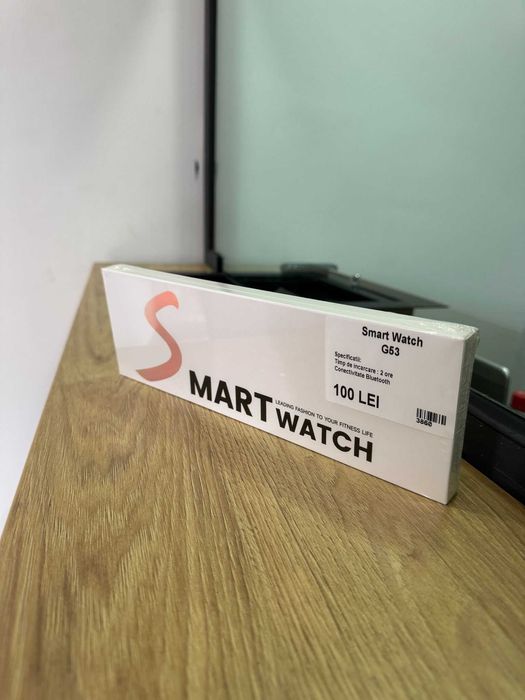 SMART WATCH
LEADING FASHION TO YOUR FITNESS LIFE
Smart Watch
G53
Specificatii:
Timp de incarcare : 2 ore
Conectivitate Bluetooth
100 LEI
3860